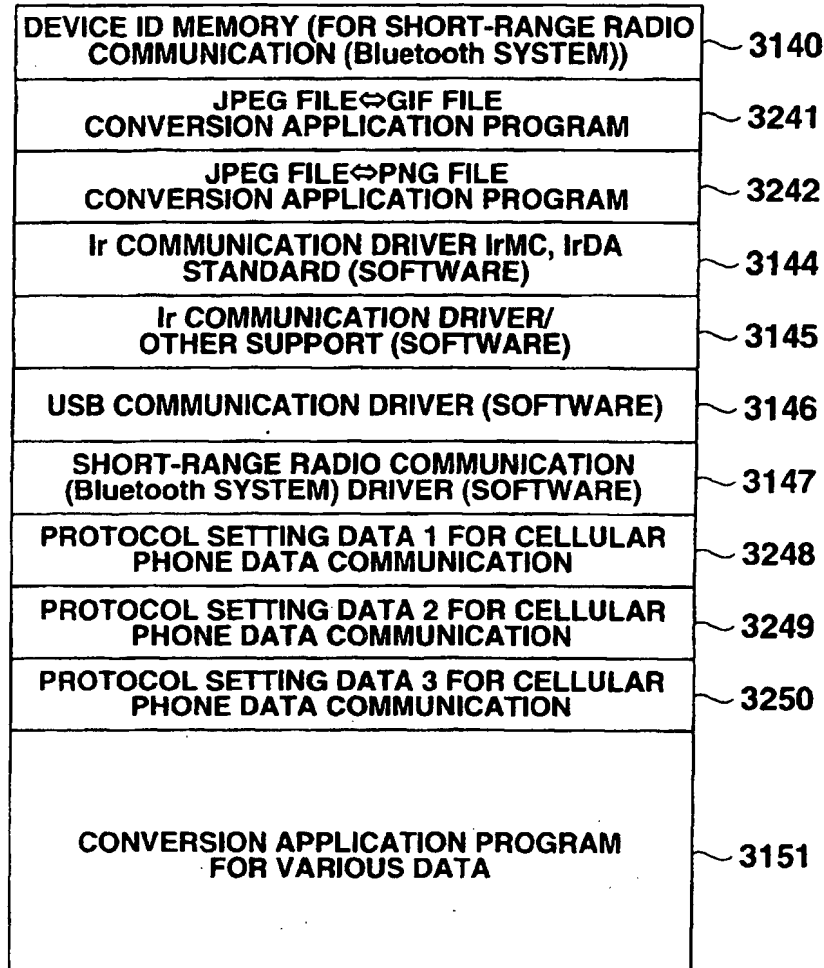 DEVICE ID MEMORY (FOR SHORT-RANGE RADIO
COMMUNICATION (Bluetooth SYSTEM))
3140
JPEG FILE⇔GIF FILE
CONVERSION APPLICATION PROGRAM
3241
JPEG FILE⇔PNG FILE
CONVERSION APPLICATION PROGRAM
3242
Ir COMMUNICATION DRIVER IrMC, IrDA
STANDARD (SOFTWARE)
3144
Ir COMMUNICATION DRIVER/
OTHER SUPPORT (SOFTWARE)
3145
USB COMMUNICATION DRIVER (SOFTWARE)
3146
SHORT-RANGE RADIO COMMUNICATION
(Bluetooth SYSTEM) DRIVER (SOFTWARE)
3147
PROTOCOL SETTING DATA 1 FOR CELLULAR
PHONE DATA COMMUNICATION
3248
PROTOCOL SETTING DATA 2 FOR CELLULAR
PHONE DATA COMMUNICATION
3249
PROTOCOL SETTING DATA 3 FOR CELLULAR
PHONE DATA COMMUNICATION
3250
CONVERSION APPLICATION PROGRAM
FOR VARIOUS DATA
3151